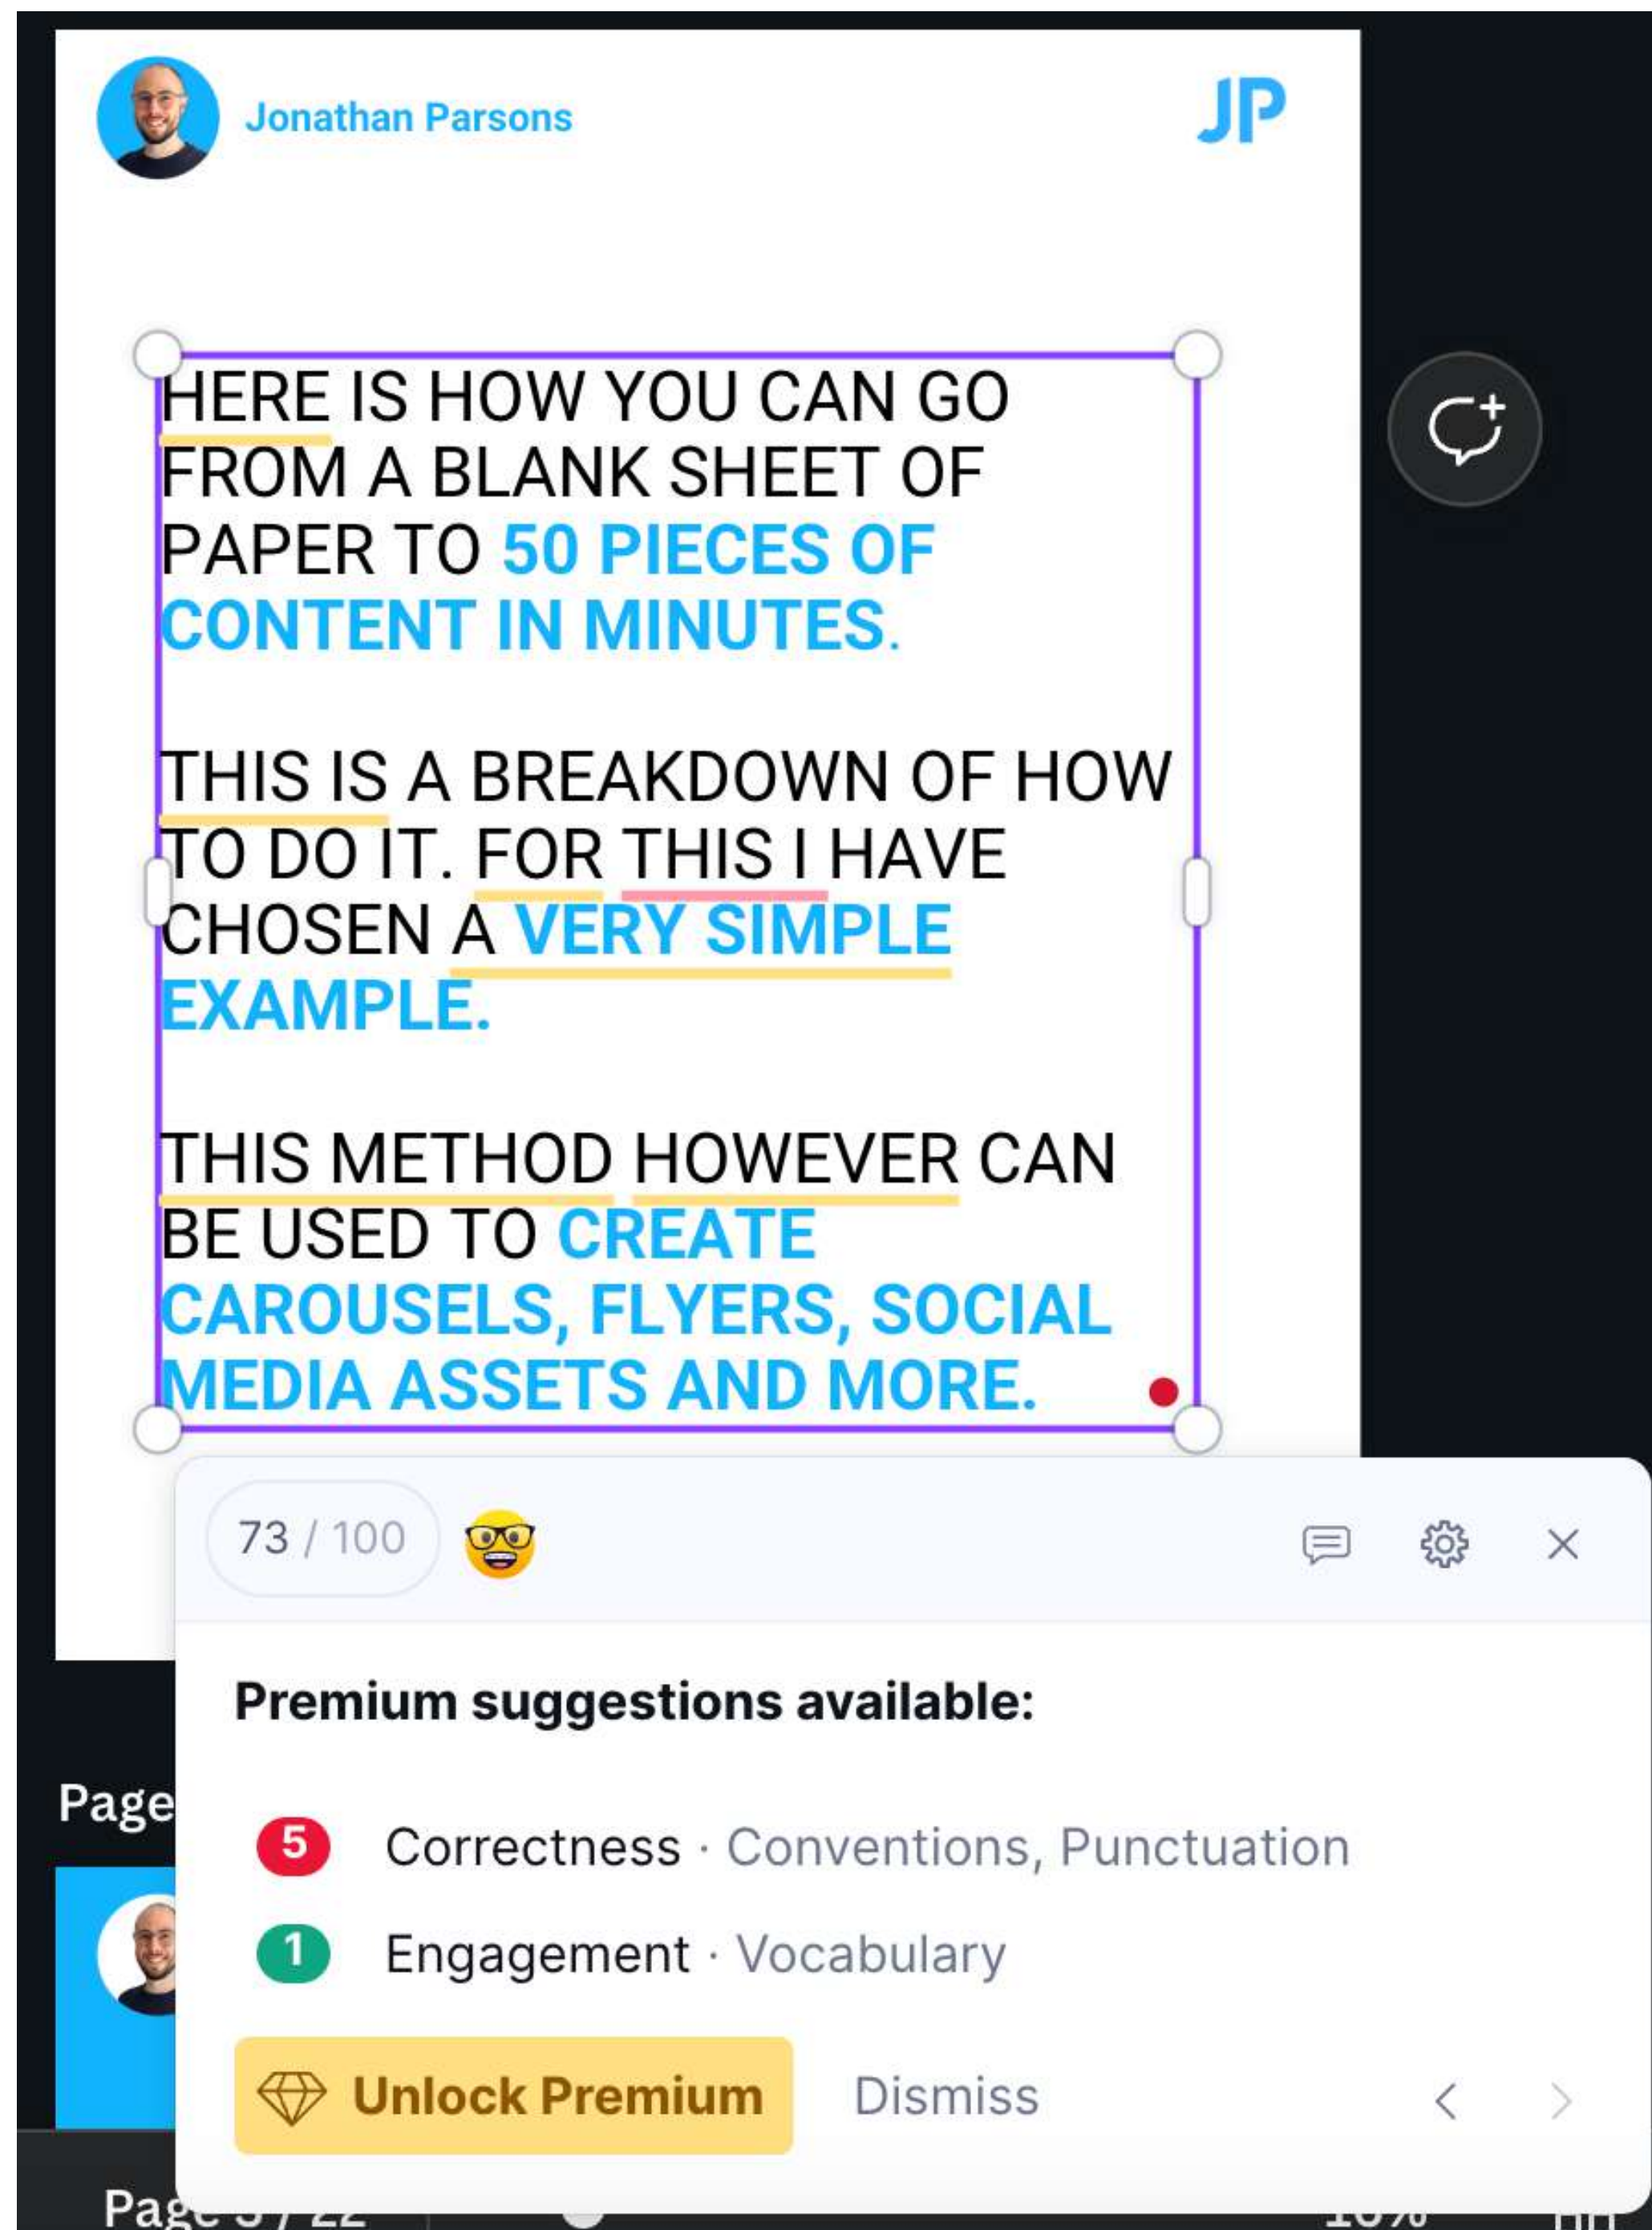 Jonathan Parsons
JP
HERE IS HOW YOU CAN GO
FROM A BLANK SHEET OF
PAPER TO 50 PIECES OF
CONTENT IN MINUTES.
THIS IS A BREAKDOWN OF HOW
TO DO IT. FOR THIS I HAVE
CHOSEN A VERY SIMPLE
EXAMPLE.
THIS METHOD HOWEVER CAN
BE USED TO CREATE
CAROUSELS, FLYERS, SOCIAL
MEDIA ASSETS AND MORE.
73 / 100
Premium suggestions available:
Page
5 Correctness · Conventions, Punctuation
1 Engagement · Vocabulary
Unlock Premium Dismiss
Page / 22